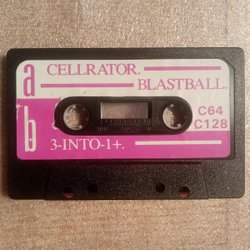 a
CELLRATOR.
BLASTBALL.
C64
C128
b
3-INTO-1+.